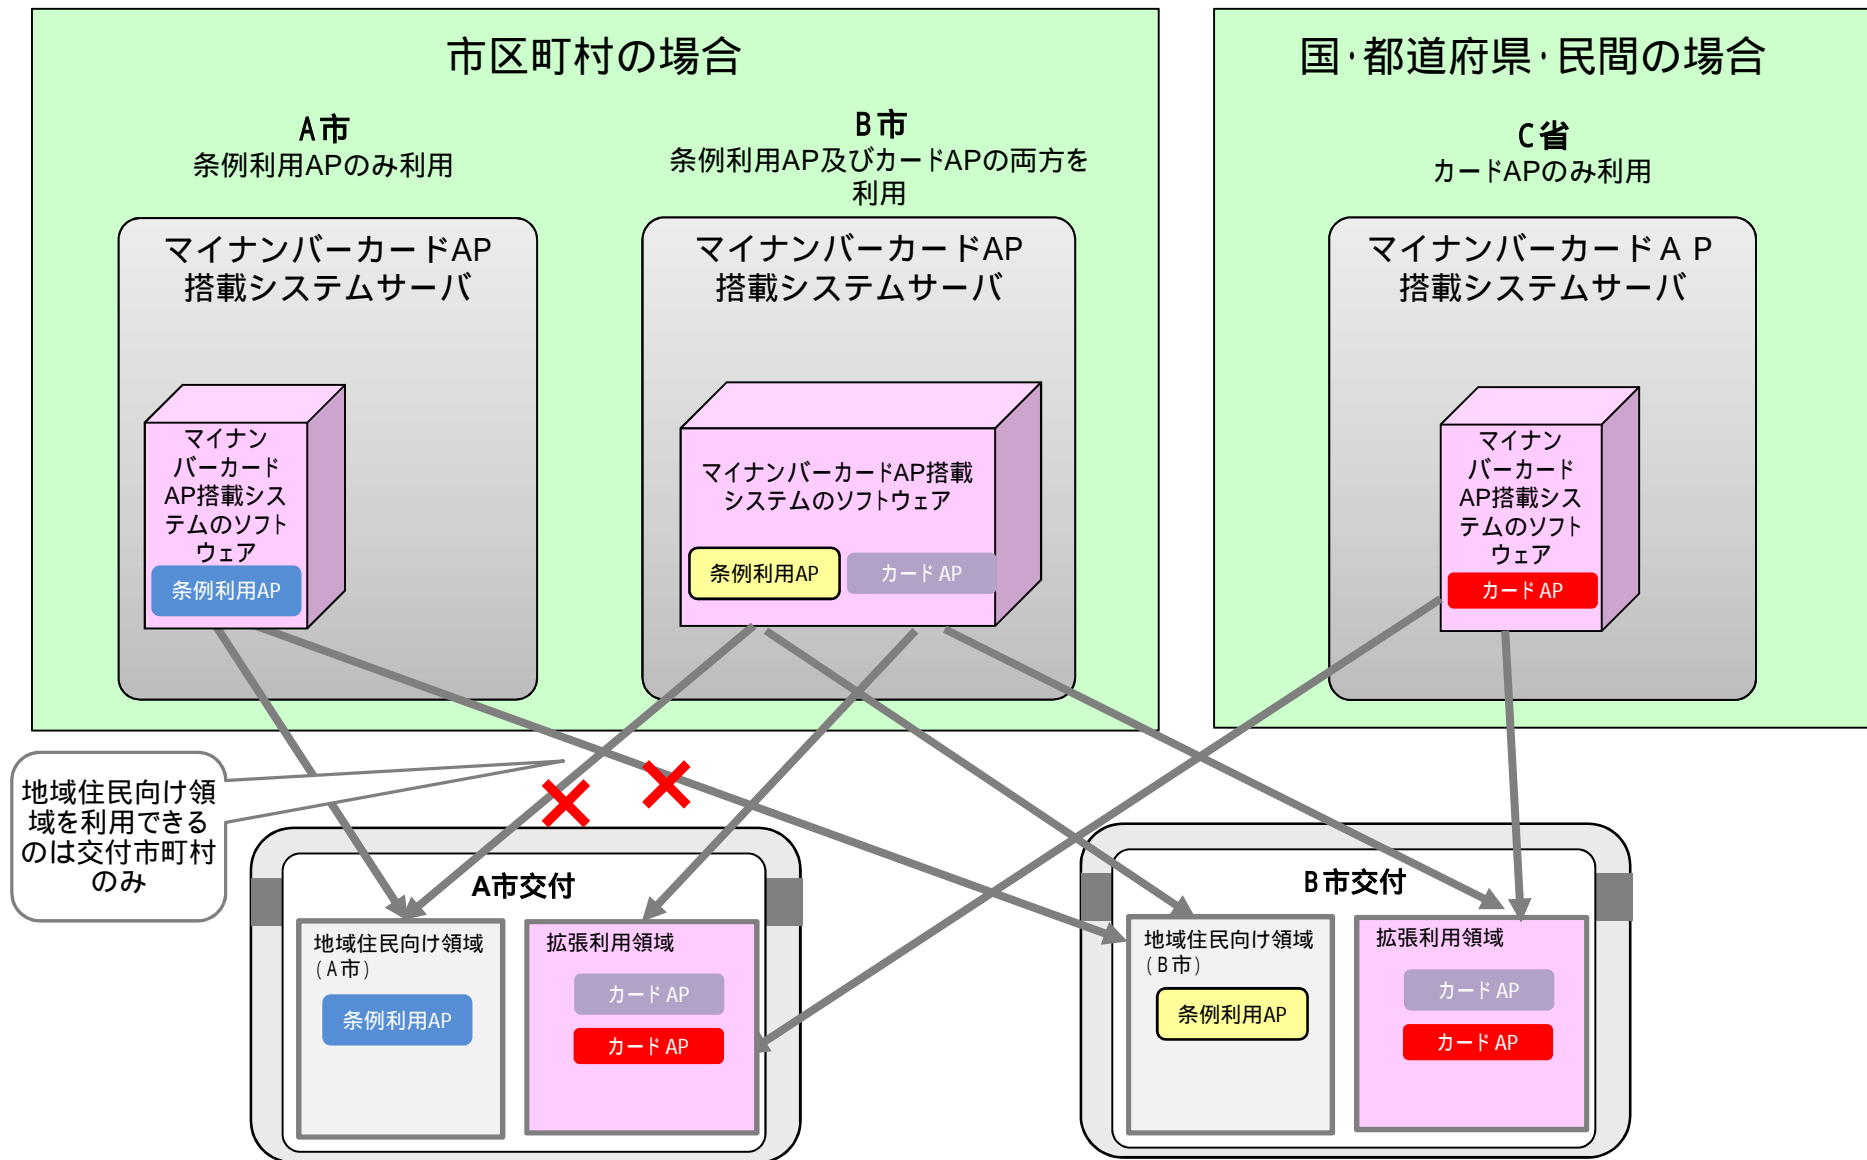 市区町村の場合
A市
条例利用APのみ利用
マイナンバーカードAP
搭載システムサーバ
マイナン
バーカード
AP搭載シス
テムのソフト
ウェア
条例利用AP
B市
条例利用AP及びカードAPの両方を
利用
マイナンバーカードAP
搭載システムサーバ
マイナンバーカードAP搭載
システムのソフトウェア
条例利用AP
カードAP
国・都道府県・民間の場合
C省
カードAPのみ利用
マイナンバーカードAP
搭載システムサーバ
マイナン
バーカード
AP搭載シス
テムのソフト
ウェア
カードAP
地域住民向け領
域を利用できる
のは交付市町村
のみ
A市交付
地域住民向け領域
(A市)
条例利用AP
拡張利用領域
カードAP
カードAP
B市交付
地域住民向け領域
(B市)
条例利用AP
拡張利用領域
カードAP
カードAP